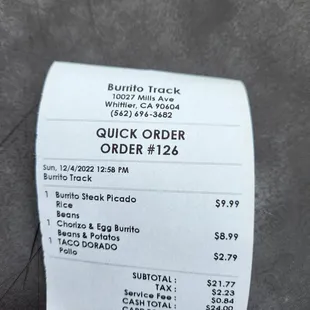 Burrito Track
10027 Mills Ave
Whittier, CA 90604
(562) 696-3682
QUICK ORDER
ORDER #126
Sun, 12/4/2022 12:58 PM
Burrito Track
1 Burrito Steak Picado $9.99
Rice
Beans
1 Chorizo & Egg Burrito $8.99
Beans & Potatos
1 TACO DORADO $2.79
Pollo
SUBTOTAL : $21.77
TAX : $2.23
Service Fee : $0.84
CASH TOTAL : $24.00